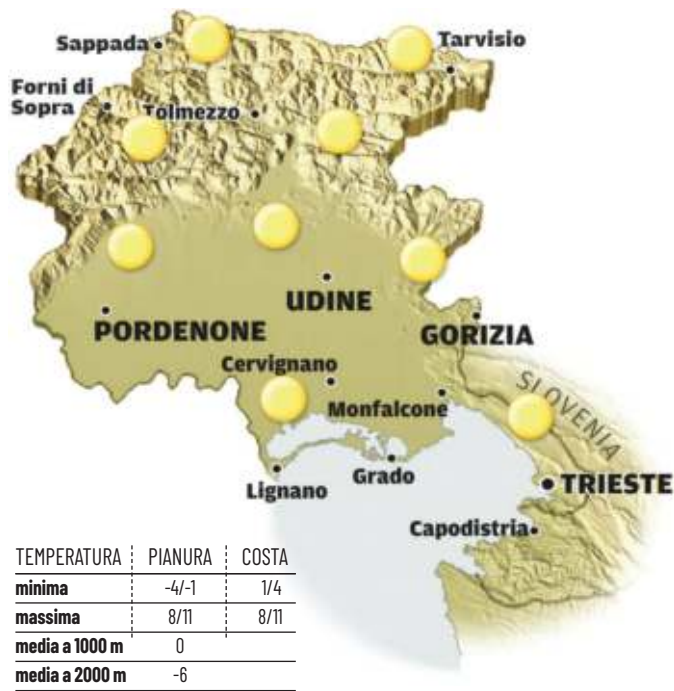 Sappada
Tarvisio
Forni di
Sopra
Tolmezzo
UDINE
PORDENONE
GORIZIA
Cervignano
Monfalcone
SLOVENIA
Lignano
Grado
TRIESTE
Capodistria
TEMPERATURA PIANURA COSTA
minima -4/-1 1/4
massima 8/11 8/11
media a 1000 m 0
media a 2000 m -6